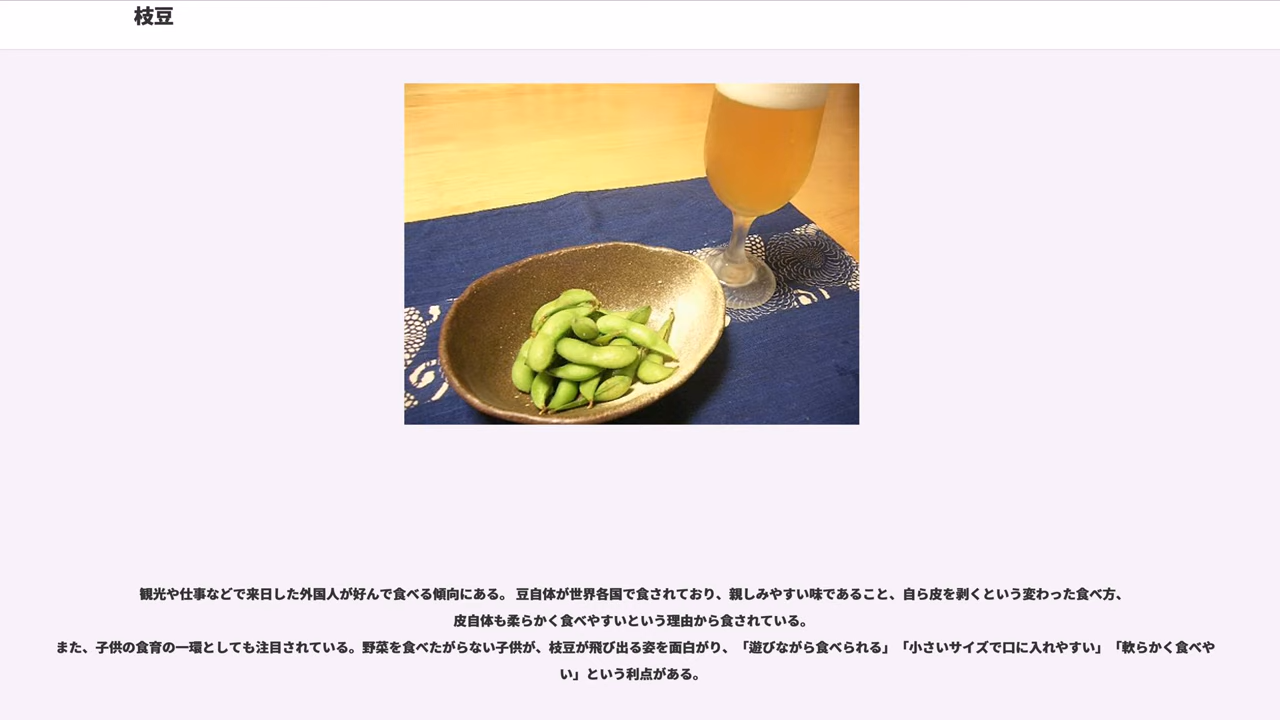 枝豆
観光や仕事などで来日した外国人が好んで食べる傾向にある。 豆自体が世界各国で食されており、親しみやすい味であること、自ら皮を剥くという変わった食べ方、
皮自体も柔らかく食べやすいという理由から食されている。
また、子供の食育の一環としても注目されている。野菜を食べたがらない子供が、枝豆が飛び出る姿を面白がり、「遊びながら食べられる」「小さいサイズで口に入れやすい」「軟らかく食べや
い」という利点がある。